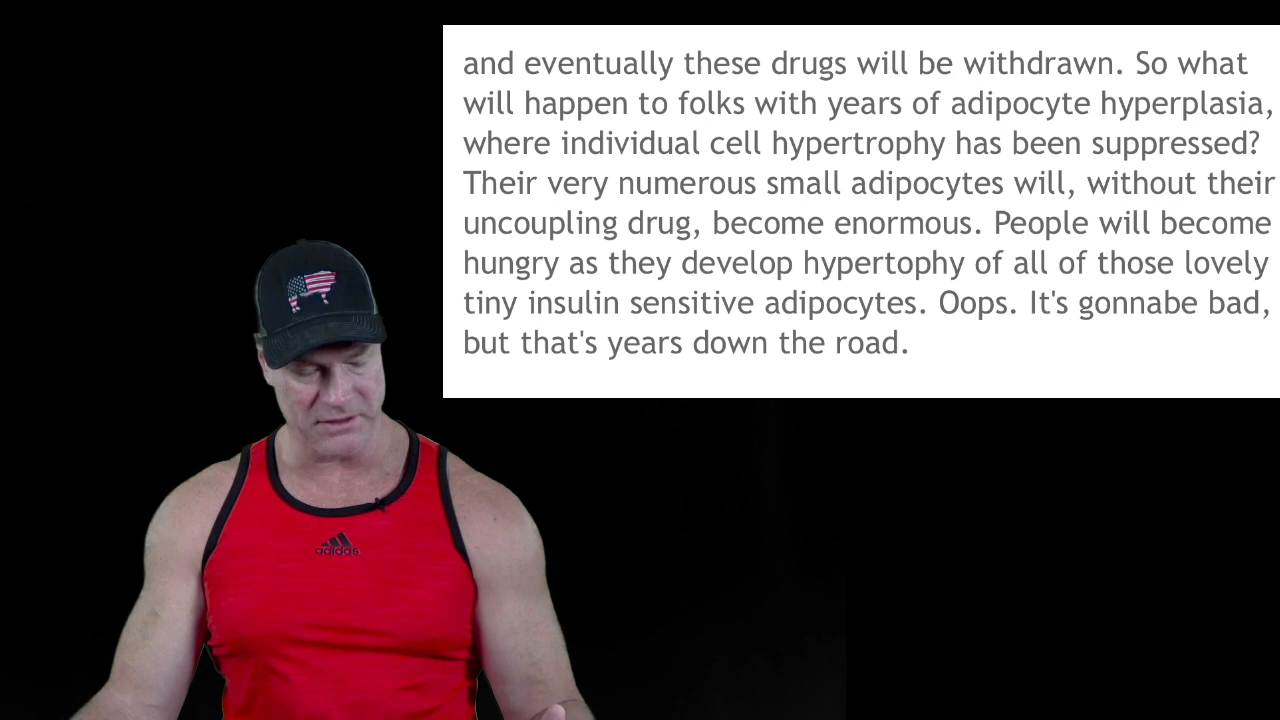 and eventually these drugs will be withdrawn. So what
will happen to folks with years of adipocyte hyperplasia,
where individual cell hypertrophy has been suppressed?
Their very numerous small adipocytes will, without their
uncoupling drug, become enormous. People will become
hungry as they develop hypertophy of all of those lovely
tiny insulin sensitive adipocytes. Oops. It's gonnabe bad,
but that's years down the road.
adidas